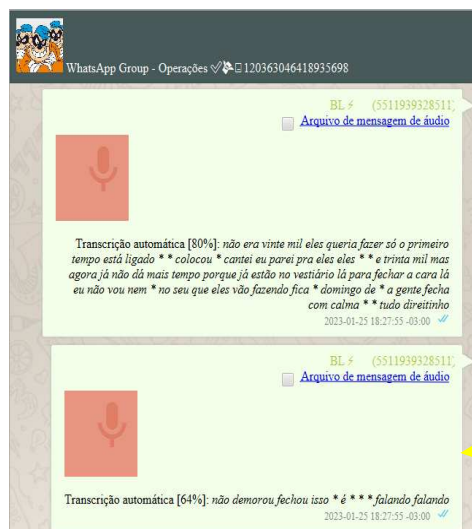 WhatsApp Group - Operações 120363046418935698
BL ⚡ (5511939328511)
Arquivo de mensagem de áudio
Transcrição automática [80%]: não era vinte mil eles queria fazer só o primeiro
tempo está ligado * * colocou * cantei eu parei pra eles eles * * e trinta mil mas
agora já não dá mais tempo porque já estão no vestiário lá para fechar a cara lá
eu não vou nem * no seu que eles vão fazendo fica * domingo de * a gente fecha
com calma * * tudo direitinho
2023-01-25 18:27:55 -03:00
BL ⚡ (5511939328511)
Arquivo de mensagem de áudio
Transcrição automática [64%]: não demorou fechou isso * é * * * falando falando
2023-01-25 18:27:55 -03:00